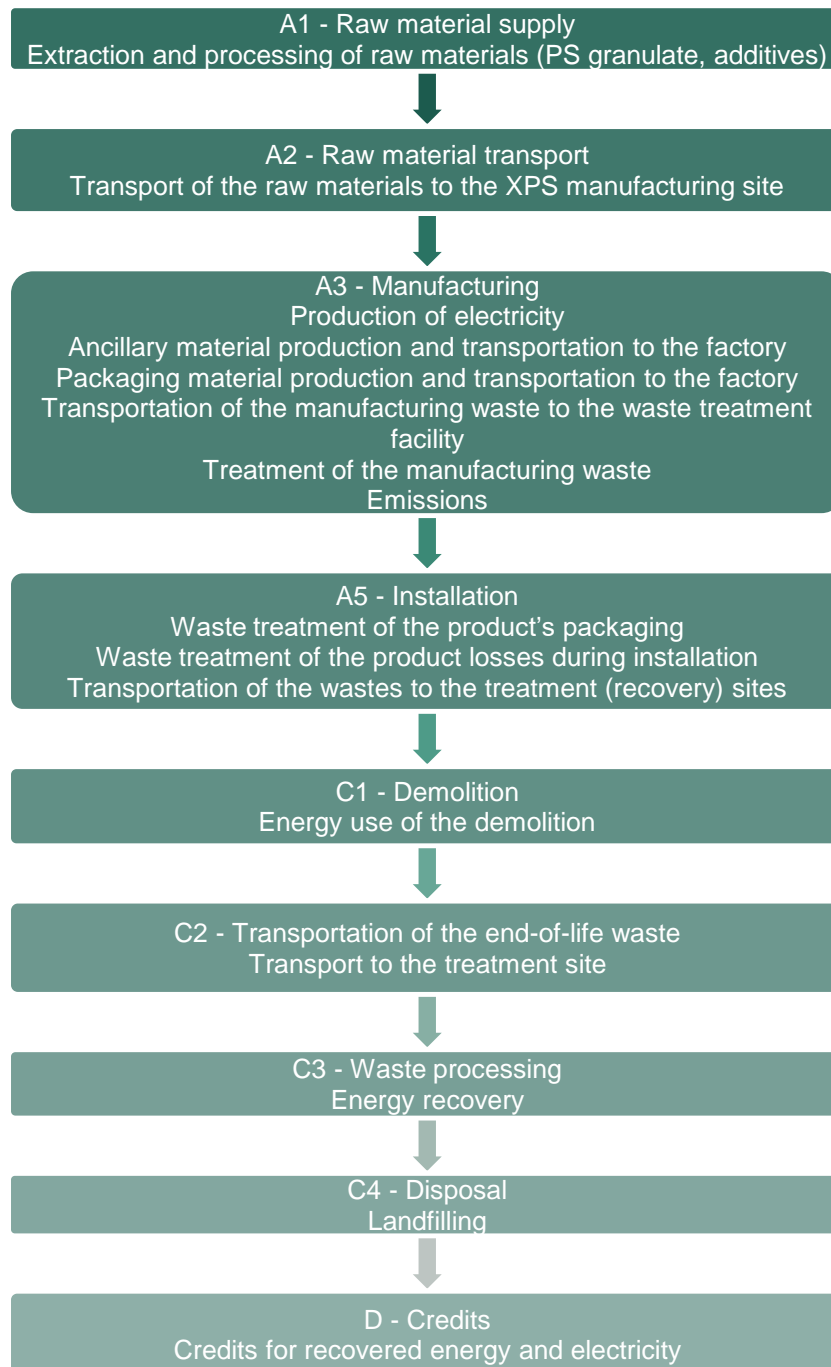 A1 - Raw material supply
Extraction and processing of raw materials (PS granulate, additives)
A2 - Raw material transport
Transport of the raw materials to the XPS manufacturing site
A3 - Manufacturing
Production of electricity
Ancillary material production and transportation to the factory
Packaging material production and transportation to the factory
Transportation of the manufacturing waste to the waste treatment
facility
Treatment of the manufacturing waste
Emissions
A5 - Installation
Waste treatment of the product’s packaging
Waste treatment of the product losses during installation
Transportation of the wastes to the treatment (recovery) sites
C1 - Demolition
Energy use of the demolition
C2 - Transportation of the end-of-life waste
Transport to the treatment site
C3 - Waste processing
Energy recovery
C4 - Disposal
Landfilling
D - Credits
Credits for recovered energy and electricity